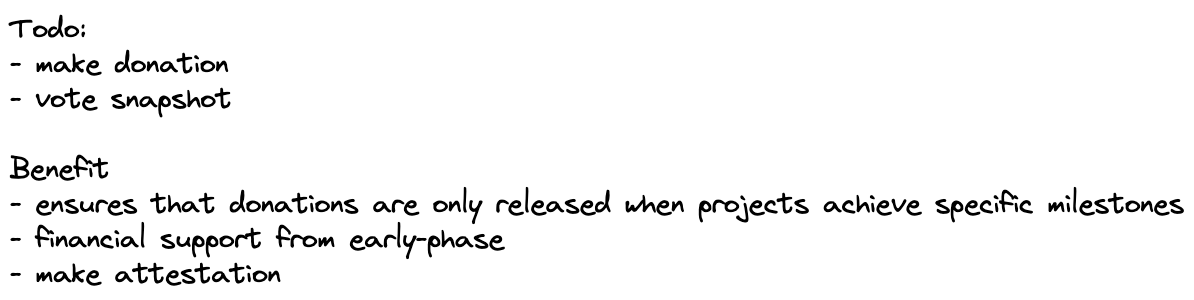 Todo:
- make donation
- vote snapshot
Benefit
- ensures that donations are only released when projects achieve specific milestones
- financial support from early-phase
- make attestation